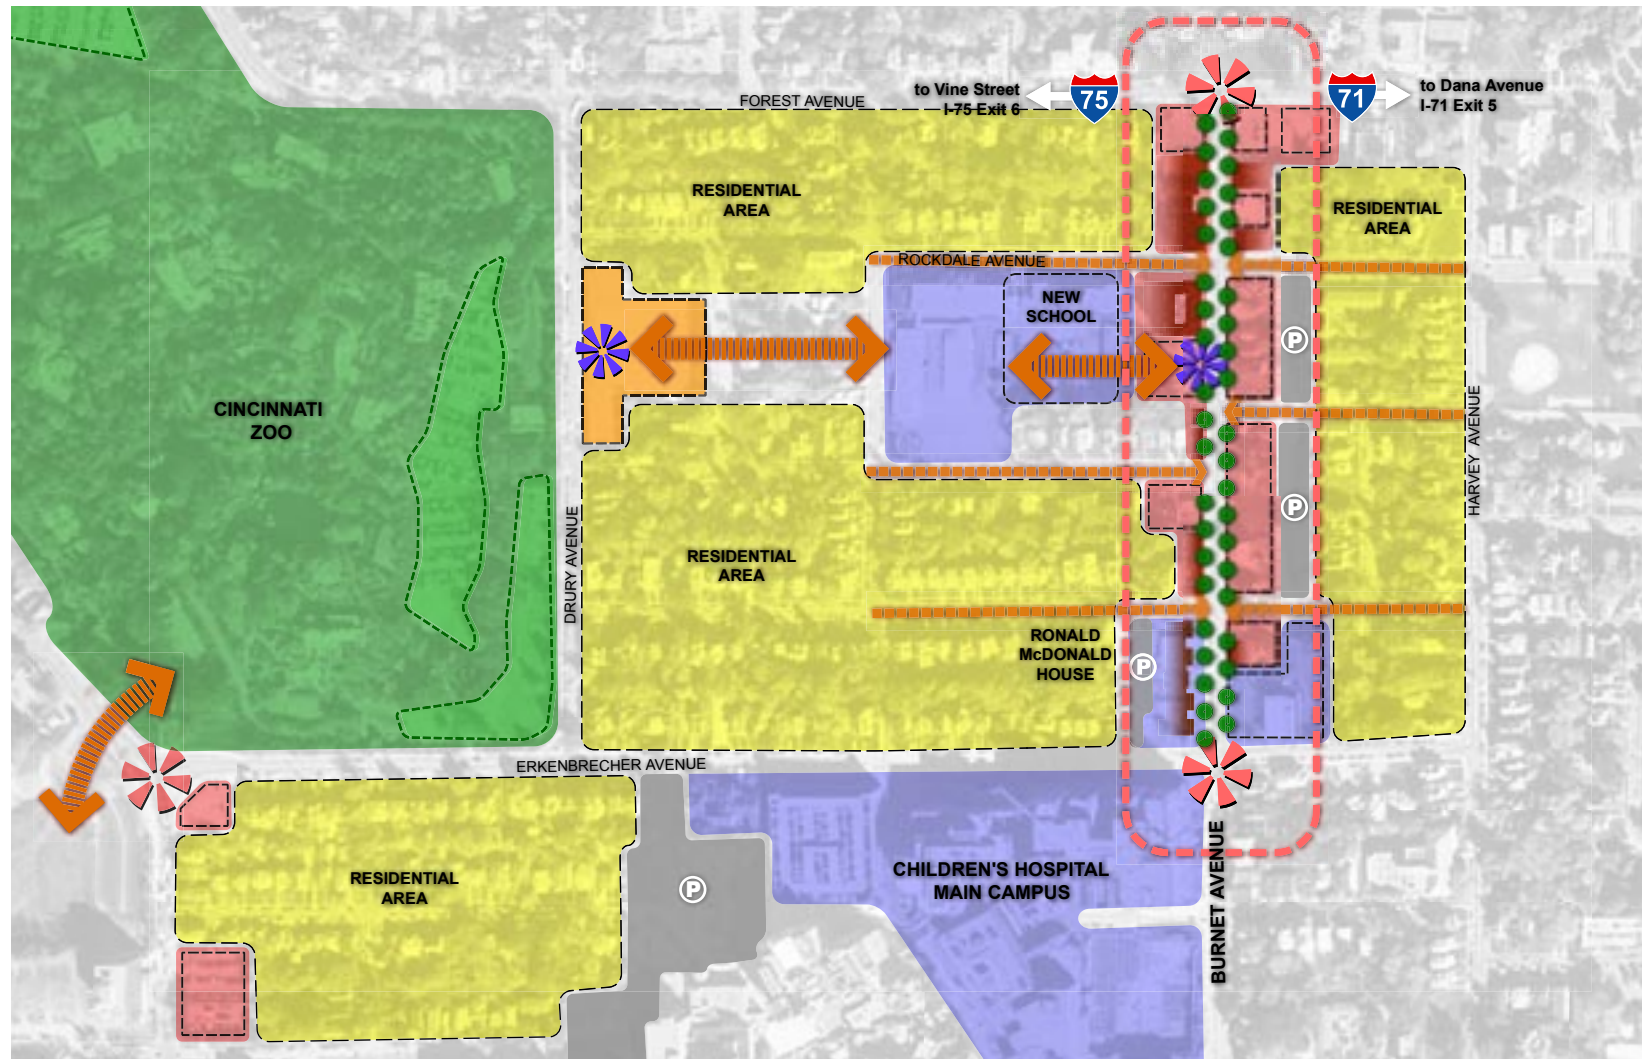 to Vine Street
I-75 Exit 6
75
71
to Dana Avenue
I-71 Exit 5
FOREST AVENUE
RESIDENTIAL
AREA
RESIDENTIAL
AREA
ROCKDALE AVENUE
NEW
SCHOOL
P
CINCINNATI
ZOO
HARVEY AVENUE
P
DRURY AVENUE
RESIDENTIAL
AREA
RONALD
McDONALD
HOUSE
P
ERKENBRECHER AVENUE
RESIDENTIAL
AREA
P
CHILDREN'S HOSPITAL
MAIN CAMPUS
BURNET AVENUE